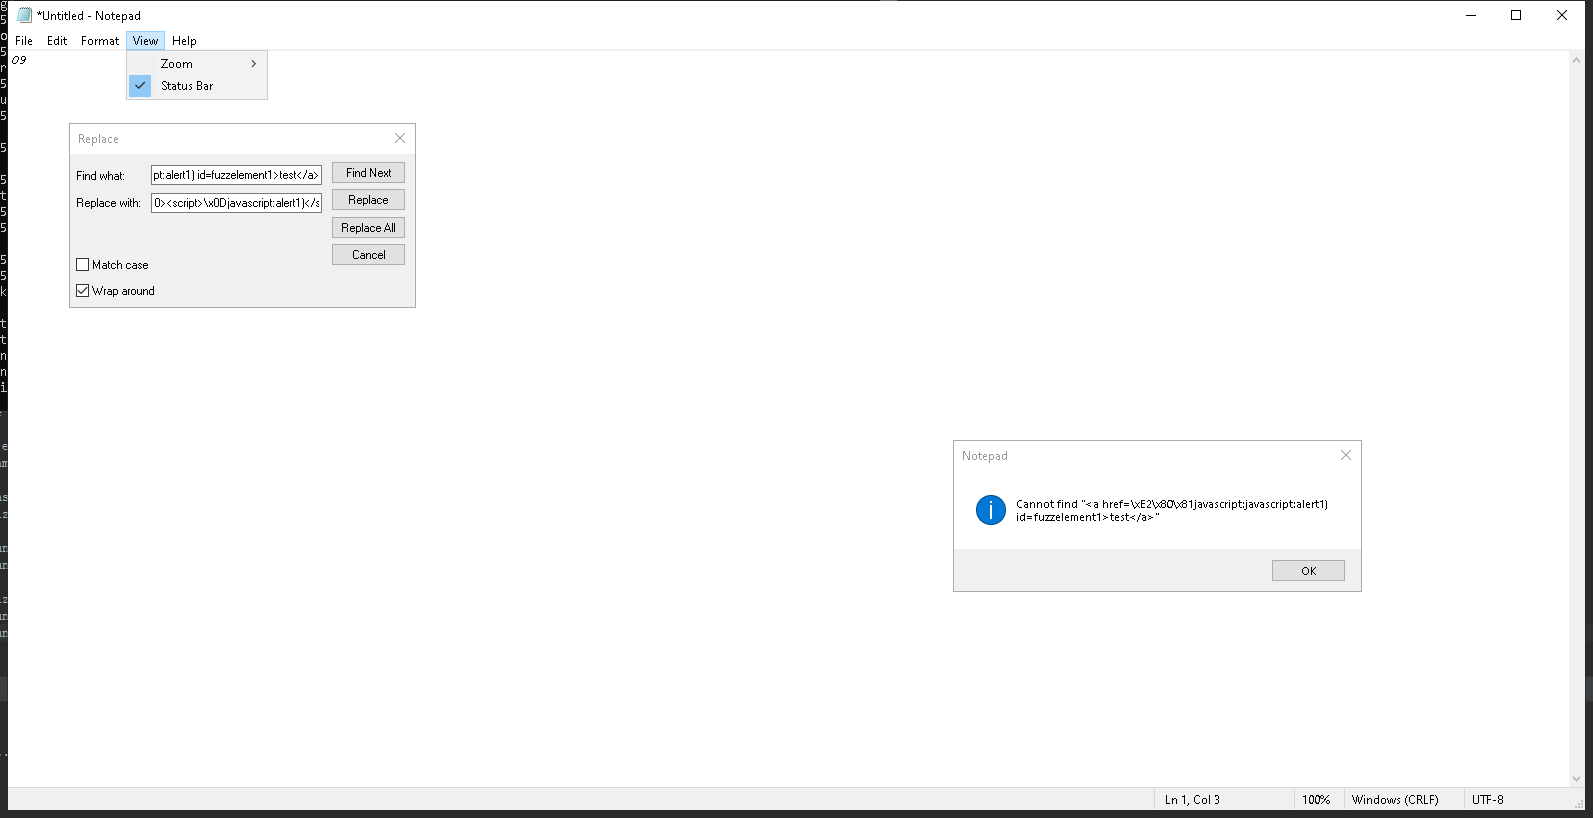 *Untitled - Notepad
File Edit Format View Help
09
Zoom
Status Bar
Replace
Find what:
pt:alert1) id=fuzzelement1>test</a>
Find Next
Replace with:
0><script>\x0Djavascript:alert1)</s
Replace
Replace All
Cancel
Match case
Wrap around
Notepad
Cannot find "<a href=\xE2\x80\x81javascript:javascript:alert1)
id=fuzzelement1>test</a>"
OK
Ln 1, Col 3
100%
Windows (CRLF)
UTF-8